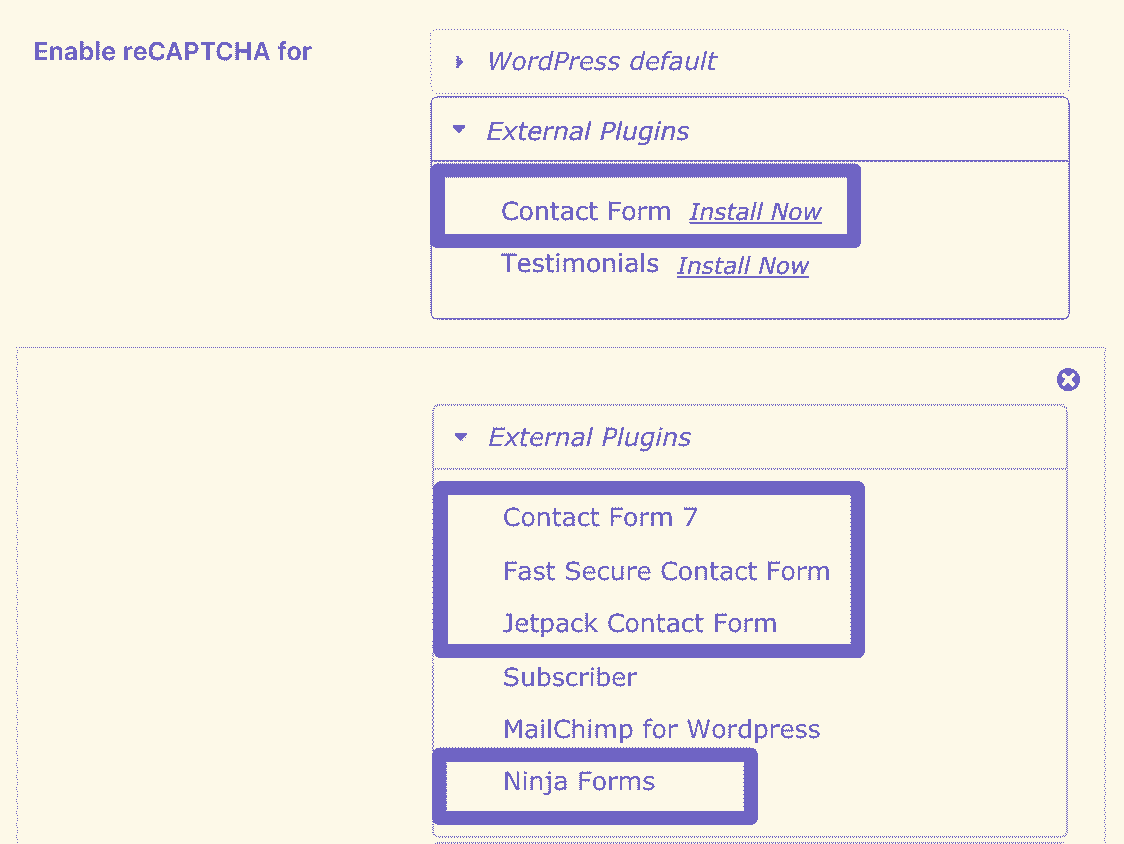 Enable reCAPTCHA for
WordPress default
External Plugins
Contact Form Install Now
Testimonials Install Now
External Plugins
Contact Form 7
Fast Secure Contact Form
Jetpack Contact Form
Subscriber
MailChimp for Wordpress
Ninja Forms